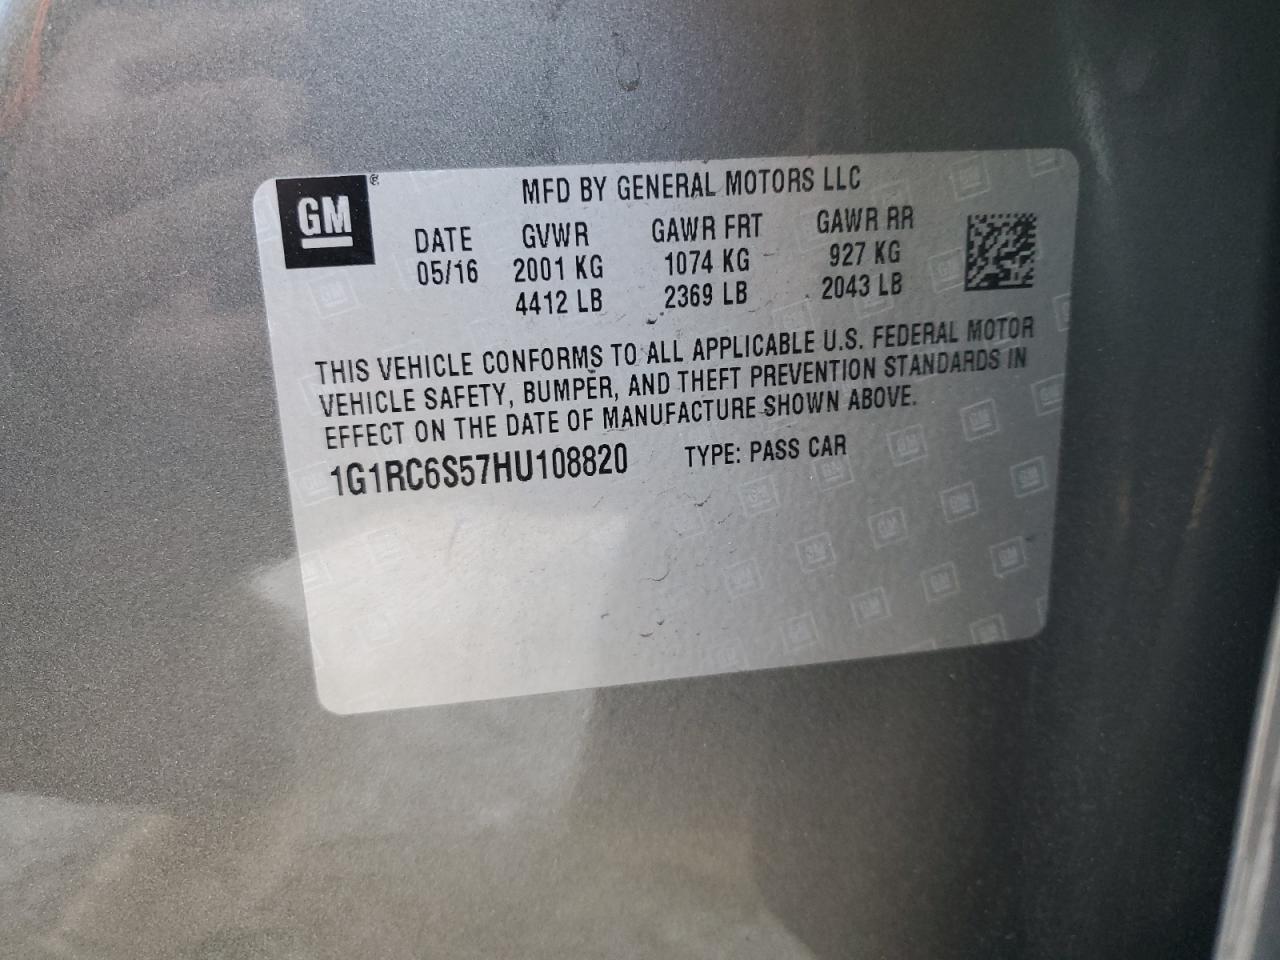 GM ®
MFD BY GENERAL MOTORS LLC
DATE GVWR GAWR FRT GAWR RR
05/16 2001 KG 1074 KG 927 KG
4412 LB 2369 LB 2043 LB
THIS VEHICLE CONFORMS TO ALL APPLICABLE U.S. FEDERAL MOTOR
VEHICLE SAFETY, BUMPER, AND THEFT PREVENTION STANDARDS IN
EFFECT ON THE DATE OF MANUFACTURE SHOWN ABOVE.
1G1RC6S57HU108820 TYPE: PASS CAR